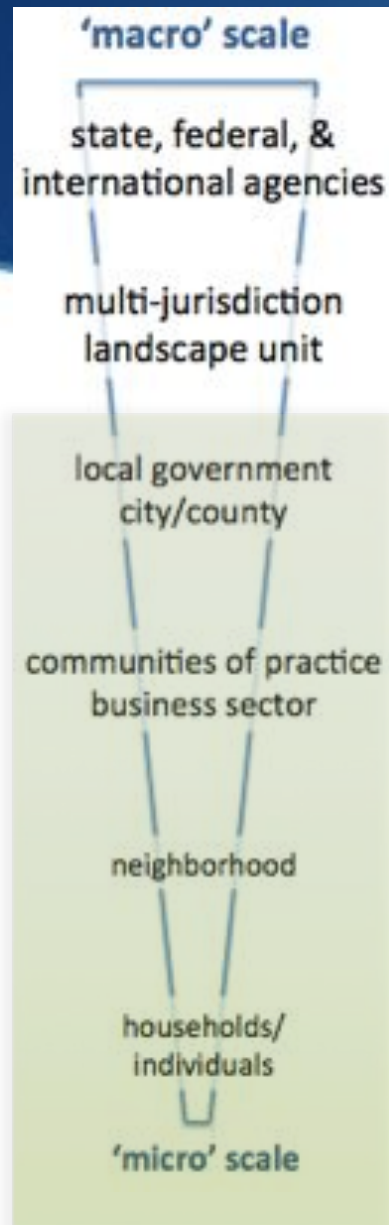 ‘macro’ scale
state, federal, &
international agencies
multi-jurisdiction
landscape unit
local government
city/county
communities of practice
business sector
neighborhood
households/
individuals
‘micro’ scale